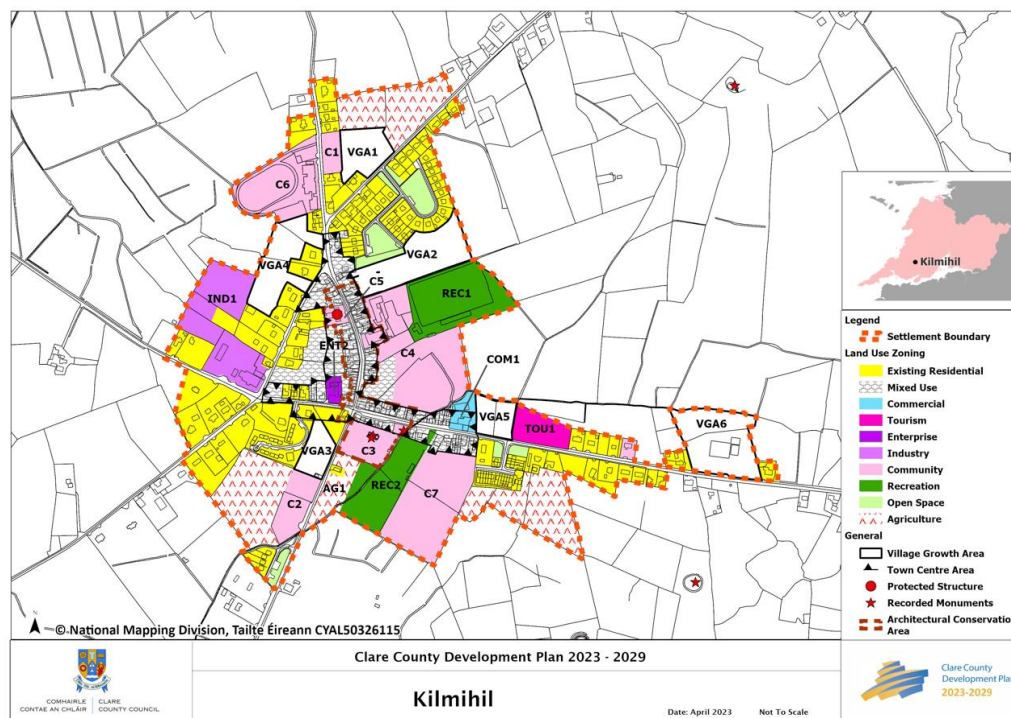 C1
VGA1
C6
VGA2
VGA4
C5
IND1
REC1
ENT2
C4
COM1
VGA5
TOU1
VGA6
VGA3
C3
AG1
REC2
C7
C2
N
© National Mapping Division, Tailte Éireann CYAL50326115
Kilmihil
Legend
Settlement Boundary
Land Use Zoning
Existing Residential
Mixed Use
Commercial
Tourism
Enterprise
Industry
Community
Recreation
Open Space
Agriculture
General
Village Growth Area
Town Centre Area
Protected Structure
Recorded Monuments
Architectural Conservatio
Area
Clare County Development Plan 2023 - 2029
Kilmihil
Date: April 2023 Not To Scale
COMHAIRLE CLARE
CONTAE AN CHLÁIR COUNTY COUNCIL
Clare County
Development Plan
2023-2029